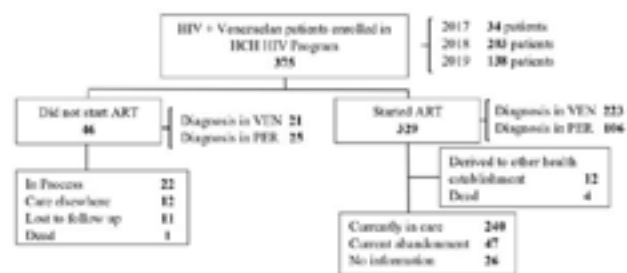 HIV + Venezuelan patients enrolled in
HCH HIV Program
375
2017 34 patients
2018 203 patients
2019 138 patients
Did not start ART
46
Diagnosis in VEN 21
Diagnosis in PER 25
Started ART
329
Diagnosis in VEN 223
Diagnosis in PER 106
In Process 22
Care elsewhere 12
Lost to follow up 11
Dead 1
Derived to other health
establishment 12
Dead 4
Currently in care 240
Current abandonment 47
No information 26